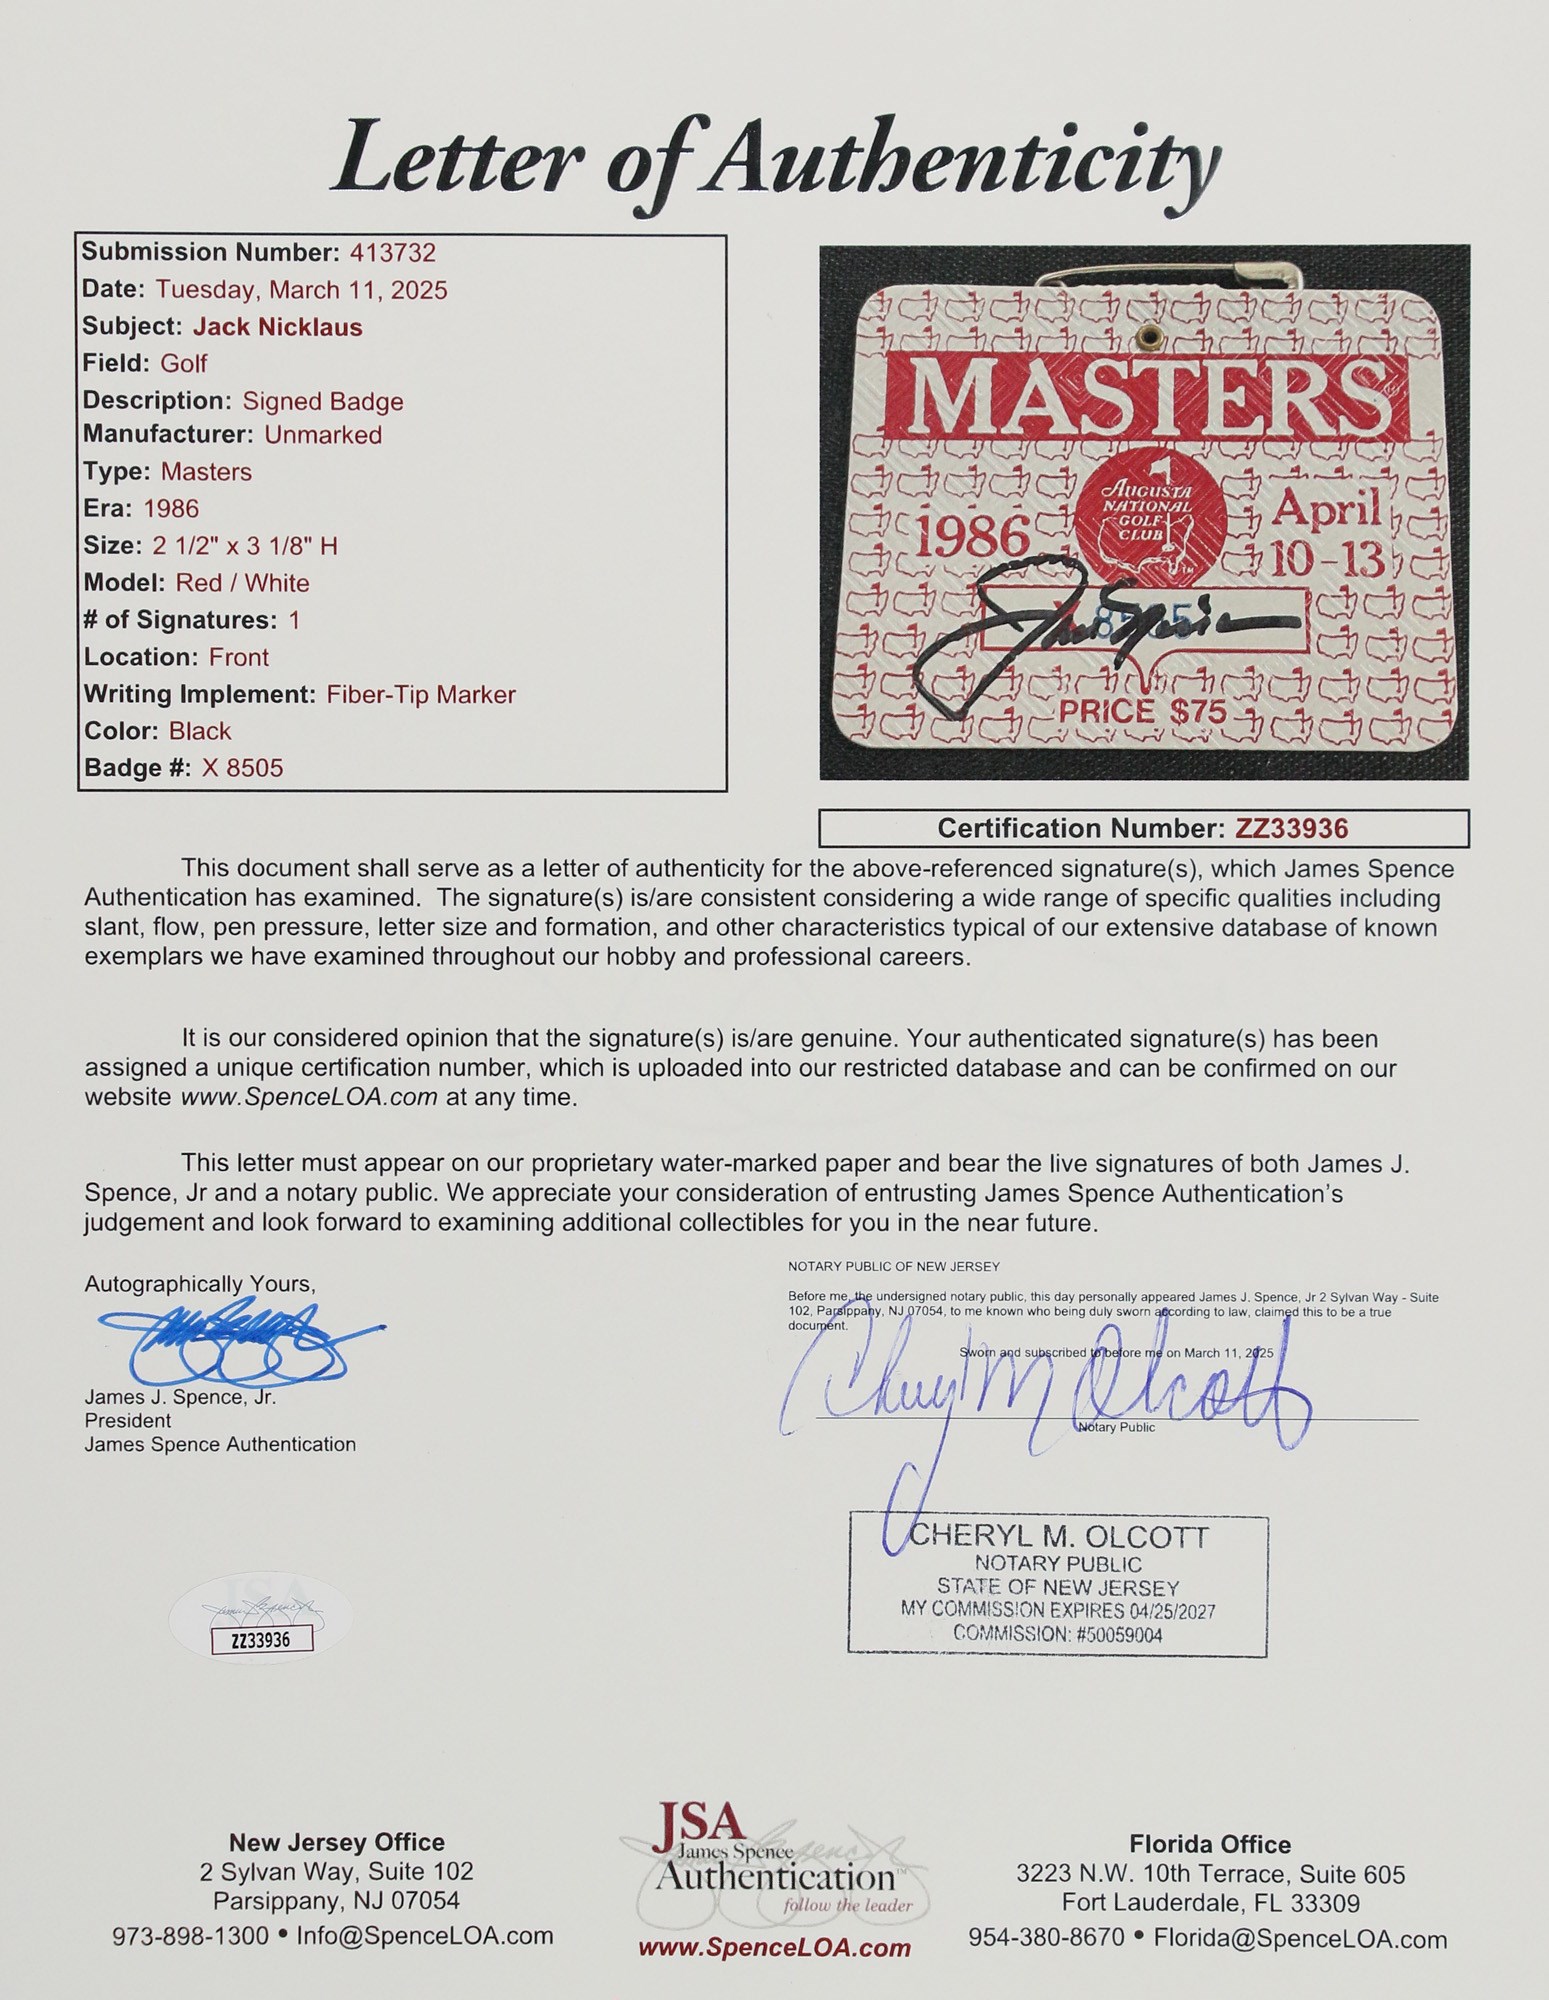 Letter of Authenticity
Submission Number: 413732
Date: Tuesday, March 11, 2025
Subject: Jack Nicklaus
Field: Golf
Description: Signed Badge
Manufacturer: Unmarked
Type: Masters
Era: 1986
Size: 2 1/2" x 3 1/8" H
Model: Red / White
# of Signatures: 1
Location: Front
Writing Implement: Fiber-Tip Marker
Color: Black
Badge #: X 8505
MASTERS
AUGUSTA
NATIONAL
GOLF
CLUB
1986
April
10-13
X 8505
PRICE $75
Certification Number: ZZ33936
This document shall serve as a letter of authenticity for the above-referenced signature(s), which James Spence
Authentication has examined. The signature(s) is/are consistent considering a wide range of specific qualities including
slant, flow, pen pressure, letter size and formation, and other characteristics typical of our extensive database of known
exemplars we have examined throughout our hobby and professional careers.
It is our considered opinion that the signature(s) is/are genuine. Your authenticated signature(s) has been
assigned a unique certification number, which is uploaded into our restricted database and can be confirmed on our
website www.SpenceLOA.com at any time.
This letter must appear on our proprietary water-marked paper and bear the live signatures of both James J.
Spence, Jr and a notary public. We appreciate your consideration of entrusting James Spence Authentication's
judgement and look forward to examining additional collectibles for you in the near future.
Autographically Yours,
James J. Spence, Jr.
President
James Spence Authentication
NOTARY PUBLIC OF NEW JERSEY
Before me, the undersigned notary public, this day personally appeared James J. Spence, Jr 2 Sylvan Way - Suite
102, Parsippany, NJ 07054, to me known who being duly sworn according to law, claimed this to be a true
document.
Sworn and subscribed to before me on March 11, 2025
Cheryl M Olcott
Notary Public
CHERYL M. OLCOTT
NOTARY PUBLIC
STATE OF NEW JERSEY
MY COMMISSION EXPIRES 04/25/2027
COMMISSION: #50059004
JSA
ZZ33936
New Jersey Office
2 Sylvan Way, Suite 102
Parsippany, NJ 07054
973-898-1300 • Info@SpenceLOA.com
JSA
James Spence
Authentication™
follow the leader
www.SpenceLOA.com
Florida Office
3223 N.W. 10th Terrace, Suite 605
Fort Lauderdale, FL 33309
954-380-8670 • Florida@SpenceLOA.com